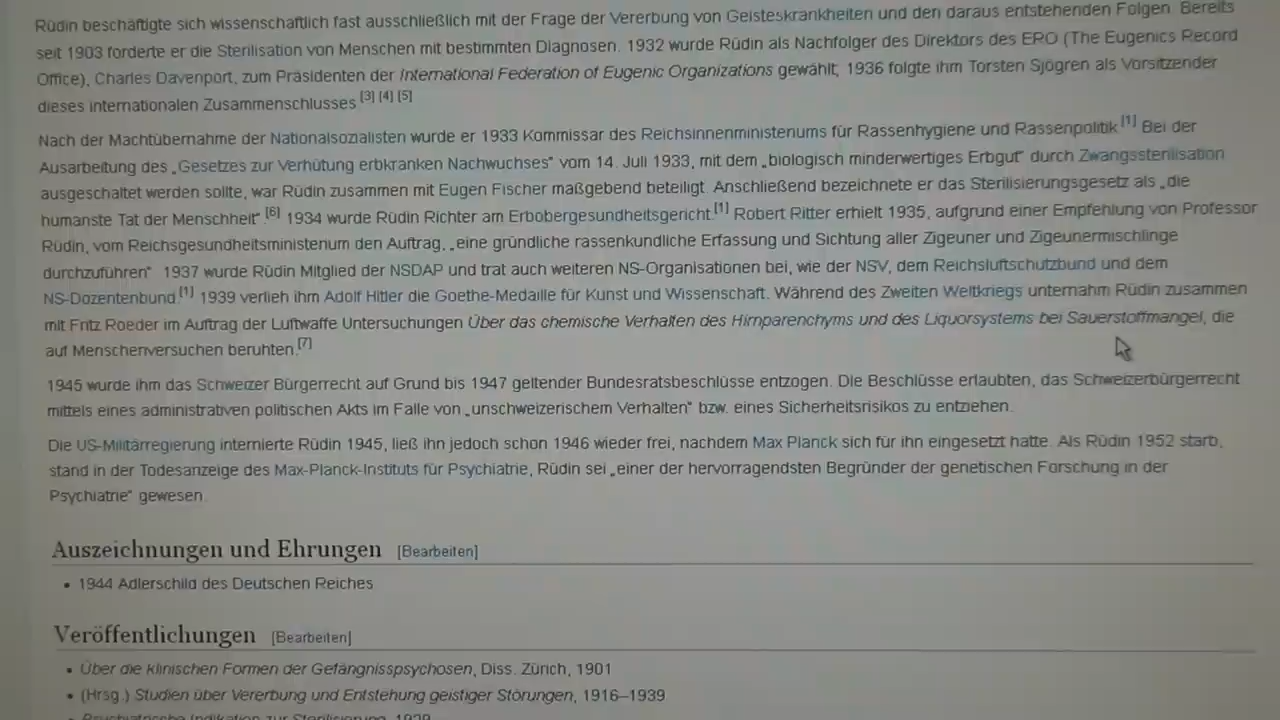 Rüdin beschäftigte sich wissenschaftlich fast ausschließlich mit der Frage der Vererbung von Geisteskrankheiten und den daraus entstehenden Folgen. Bereits
seit 1903 forderte er die Sterilisation von Menschen mit bestimmten Diagnosen. 1932 wurde Rüdin als Nachfolger des Direktors des ERO (The Eugenics Record
Office), Charles Davenport, zum Präsidenten der International Federation of Eugenic Organizations gewählt; 1936 folgte ihm Torsten Sjögren als Vorsitzender
dieses internationalen Zusammenschlusses.[3] [4] [5]
Nach der Machtübernahme der Nationalsozialisten wurde er 1933 Kommissar des Reichsinnenministeriums für Rassenhygiene und Rassenpolitik.[1] Bei der
Ausarbeitung des „Gesetzes zur Verhütung erbkranken Nachwuchses“ vom 14. Juli 1933, mit dem „biologisch minderwertiges Erbgut“ durch Zwangssterilisation
ausgeschaltet werden sollte, war Rüdin zusammen mit Eugen Fischer maßgebend beteiligt. Anschließend bezeichnete er das Sterilisierungsgesetz als „die
humanste Tat der Menschheit“.[6] 1934 wurde Rüdin Richter am Erbobergesundheitsgericht.[1] Robert Ritter erhielt 1935, aufgrund einer Empfehlung von Professor
Rüdin, vom Reichsgesundheitsministerium den Auftrag, „eine gründliche rassenkundliche Erfassung und Sichtung aller Zigeuner und Zigeunermischlinge
durchzuführen“. 1937 wurde Rüdin Mitglied der NSDAP und trat auch weiteren NS-Organisationen bei, wie der NSV, dem Reichsluftschutzbund und dem
NS-Dozentenbund.[1] 1939 verlieh ihm Adolf Hitler die Goethe-Medaille für Kunst und Wissenschaft. Während des Zweiten Weltkriegs unternahm Rüdin zusammen
mit Fritz Roeder im Auftrag der Luftwaffe Untersuchungen Über das chemische Verhalten des Hirnparenchyms und des Liquorsystems bei Sauerstoffmangel, die
auf Menschenversuchen beruhten.[7]
1945 wurde ihm das Schweizer Bürgerrecht auf Grund bis 1947 geltender Bundesratsbeschlüsse entzogen. Die Beschlüsse erlaubten, das Schweizerbürgerrecht
mittels eines administrativen politischen Akts im Falle von „unschweizerischem Verhalten“ bzw. eines Sicherheitsrisikos zu entziehen.
Die US-Militärregierung internierte Rüdin 1945, ließ ihn jedoch schon 1946 wieder frei, nachdem Max Planck sich für ihn eingesetzt hatte. Als Rüdin 1952 starb,
stand in der Todesanzeige des Max-Planck-Instituts für Psychiatrie, Rüdin sei „einer der hervorragendsten Begründer der genetischen Forschung in der
Psychiatrie“ gewesen.
Auszeichnungen und Ehrungen [Bearbeiten]
• 1944 Adlerschild des Deutschen Reiches
Veröffentlichungen [Bearbeiten]
• Über die klinischen Formen der Gefängnisspsychosen, Diss. Zürich, 1901
• (Hrsg.) Studien über Vererbung und Entstehung geistiger Störungen, 1916–1939
• Psychiatrische Indikation zur Sterilisierung, 1929